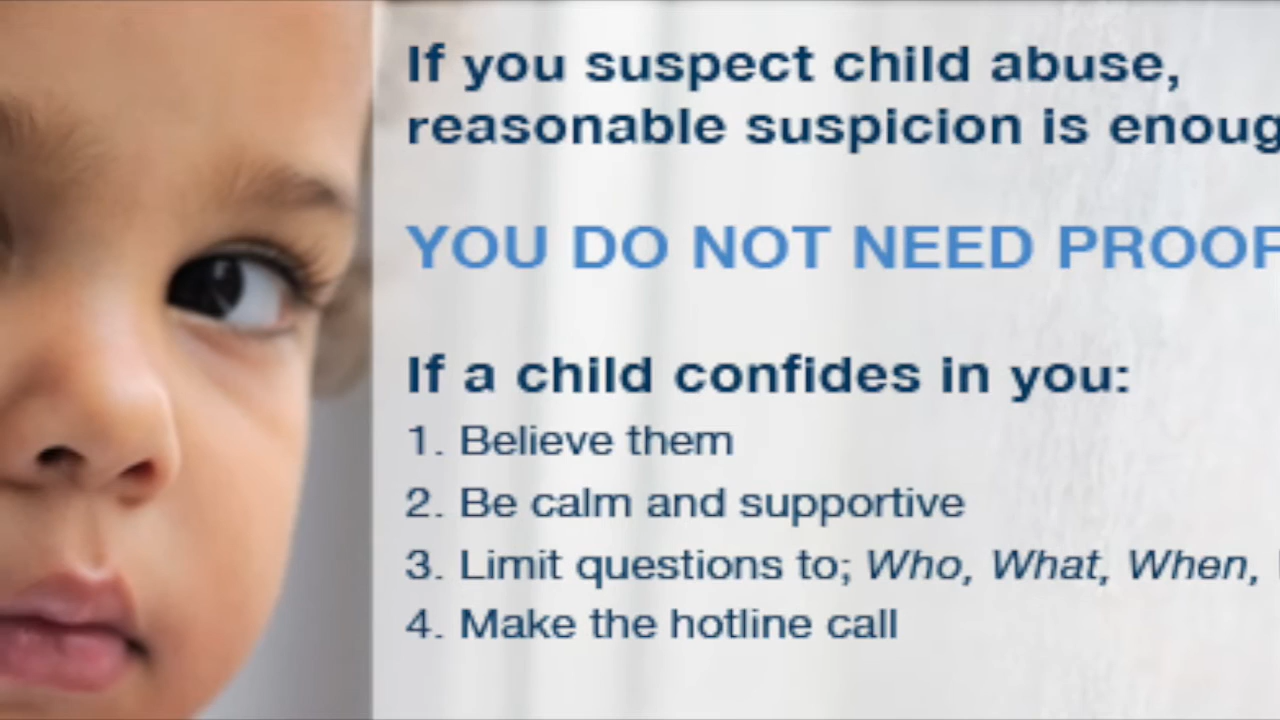 If you suspect child abuse,
reasonable suspicion is enoug
YOU DO NOT NEED PROOF
If a child confides in you:
1. Believe them
2. Be calm and supportive
3. Limit questions to; Who, What, When,
4. Make the hotline call